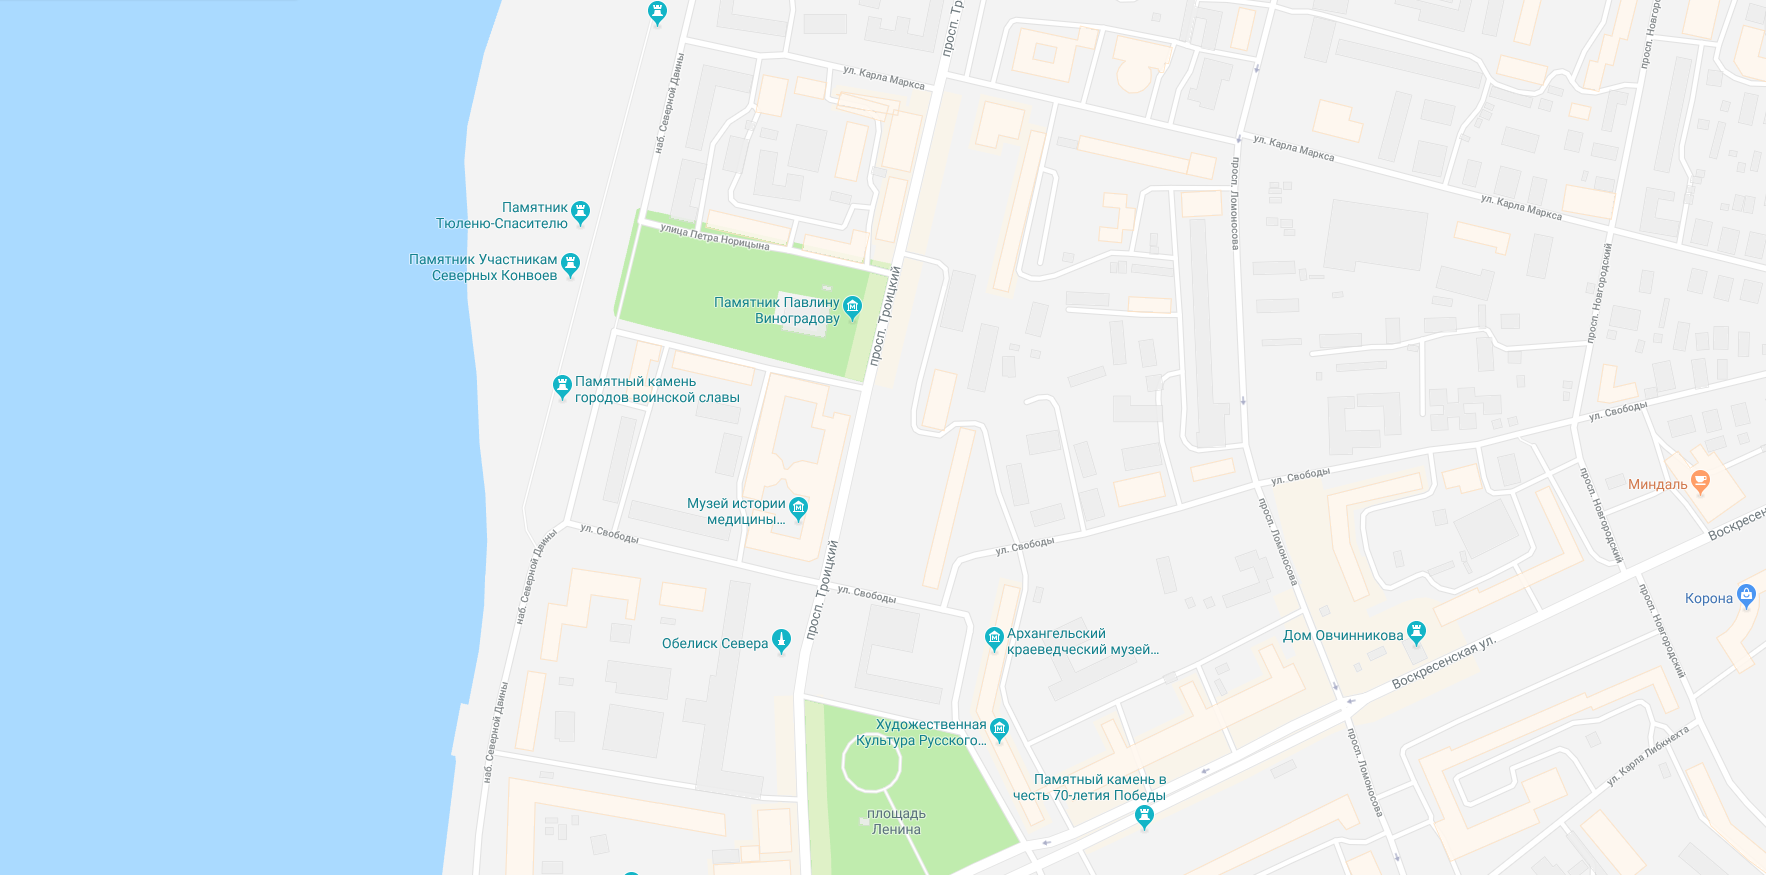 просп. Тр
ул. Карла Маркса
наб. Северной Двины
просп. Новгоро
ул. Карла Маркса
просп. Ломоносова
ул. Карла Маркса
Памятник
Тюленю-Спасителю
улица Петра Норицына
Памятник Участникам
Северных Конвоев
Памятник Павлину
Виноградову
просп. Троицкий
просп. Новгородский
Памятный камень
городов воинской славы
ул. Свободы
ул. Свободы
Миндаль
просп. Новгородский
Музей истории
медицины...
ул. Свободы
просп. Ломоносова
Воскресен
ул. Свободы
наб. Северной Двины
просп. Троицкий
ул. Свободы
Корона
просп. Новгородский
Обелиск Севера
Архангельский
краеведческий музей...
Дом Овчинникова
Воскресенская ул.
наб. Северной Двины
Художественная
Культура Русского...
просп. Ломоносова
ул. Карла Либкнехта
Памятный камень в
честь 70-летия Победы
площадь
Ленина